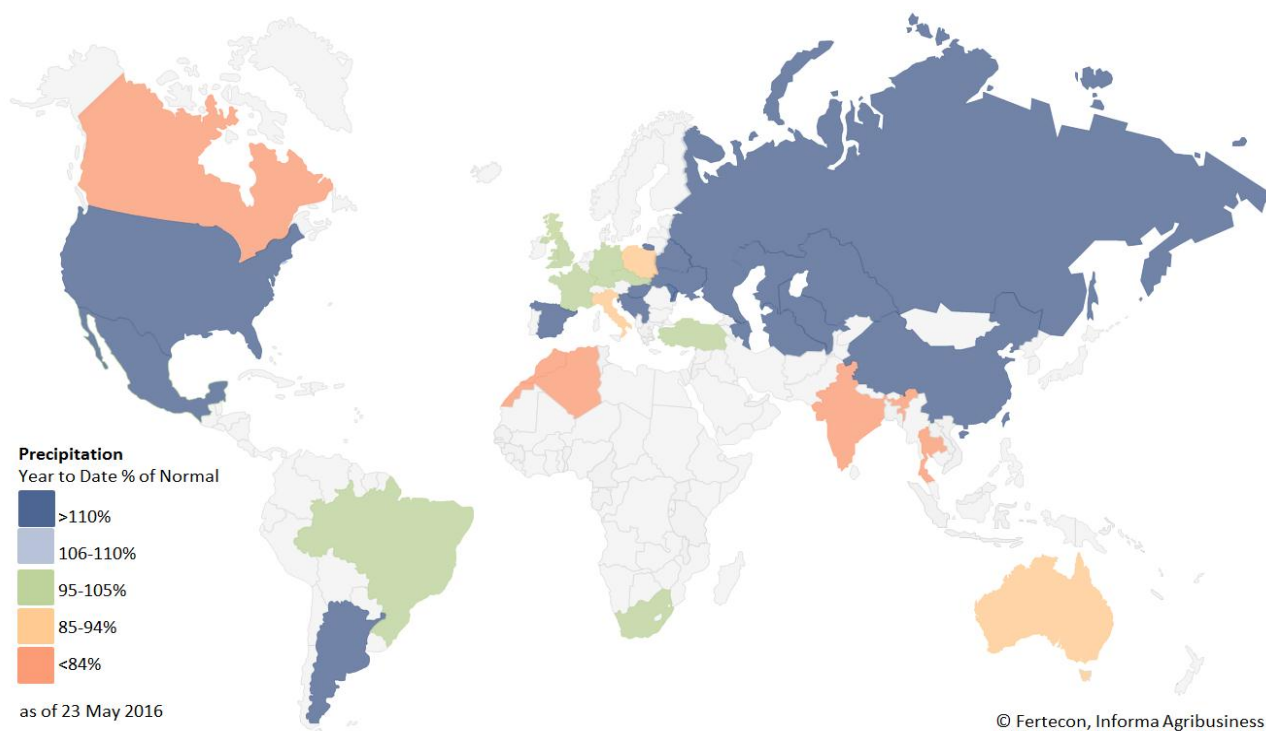 Precipitation
Year to Date % of Normal
>110%
106-110%
95-105%
85-94%
<84%
as of 23 May 2016
© Fertecon, Informa Agribusiness